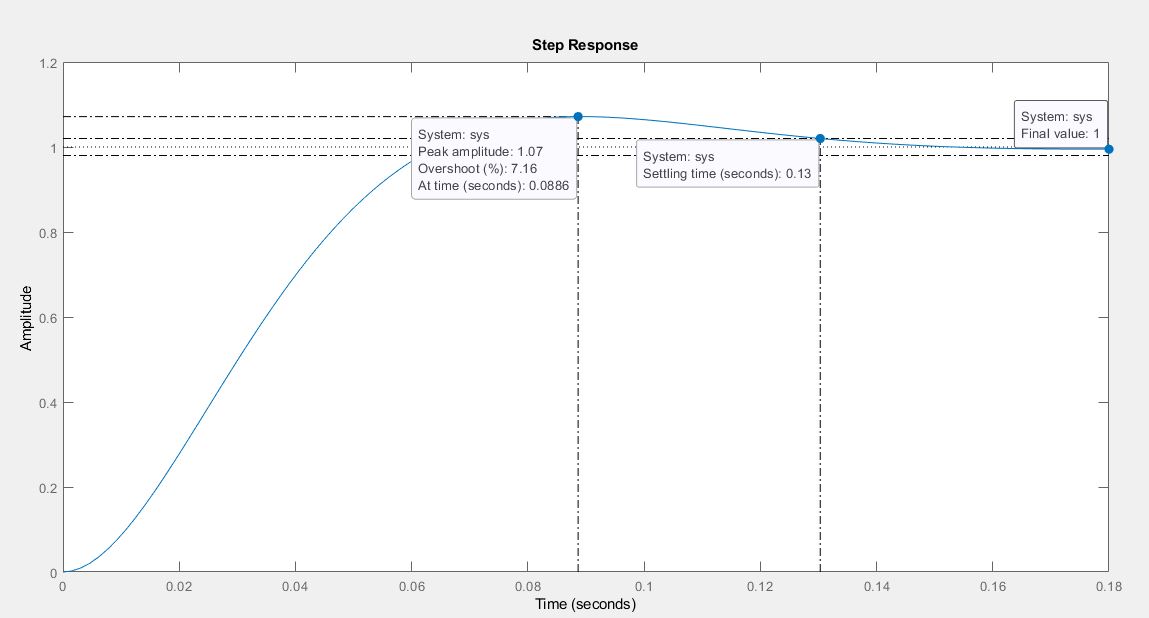 Step Response
1.2
1
0.8
0.6
0.4
0.2
0
Amplitude
System: sys
Peak amplitude: 1.07
Overshoot (%): 7.16
At time (seconds): 0.0886
System: sys
Settling time (seconds): 0.13
System: sys
Final value: 1
0 0.02 0.04 0.06 0.08 0.1 0.12 0.14 0.16 0.18
Time (seconds)